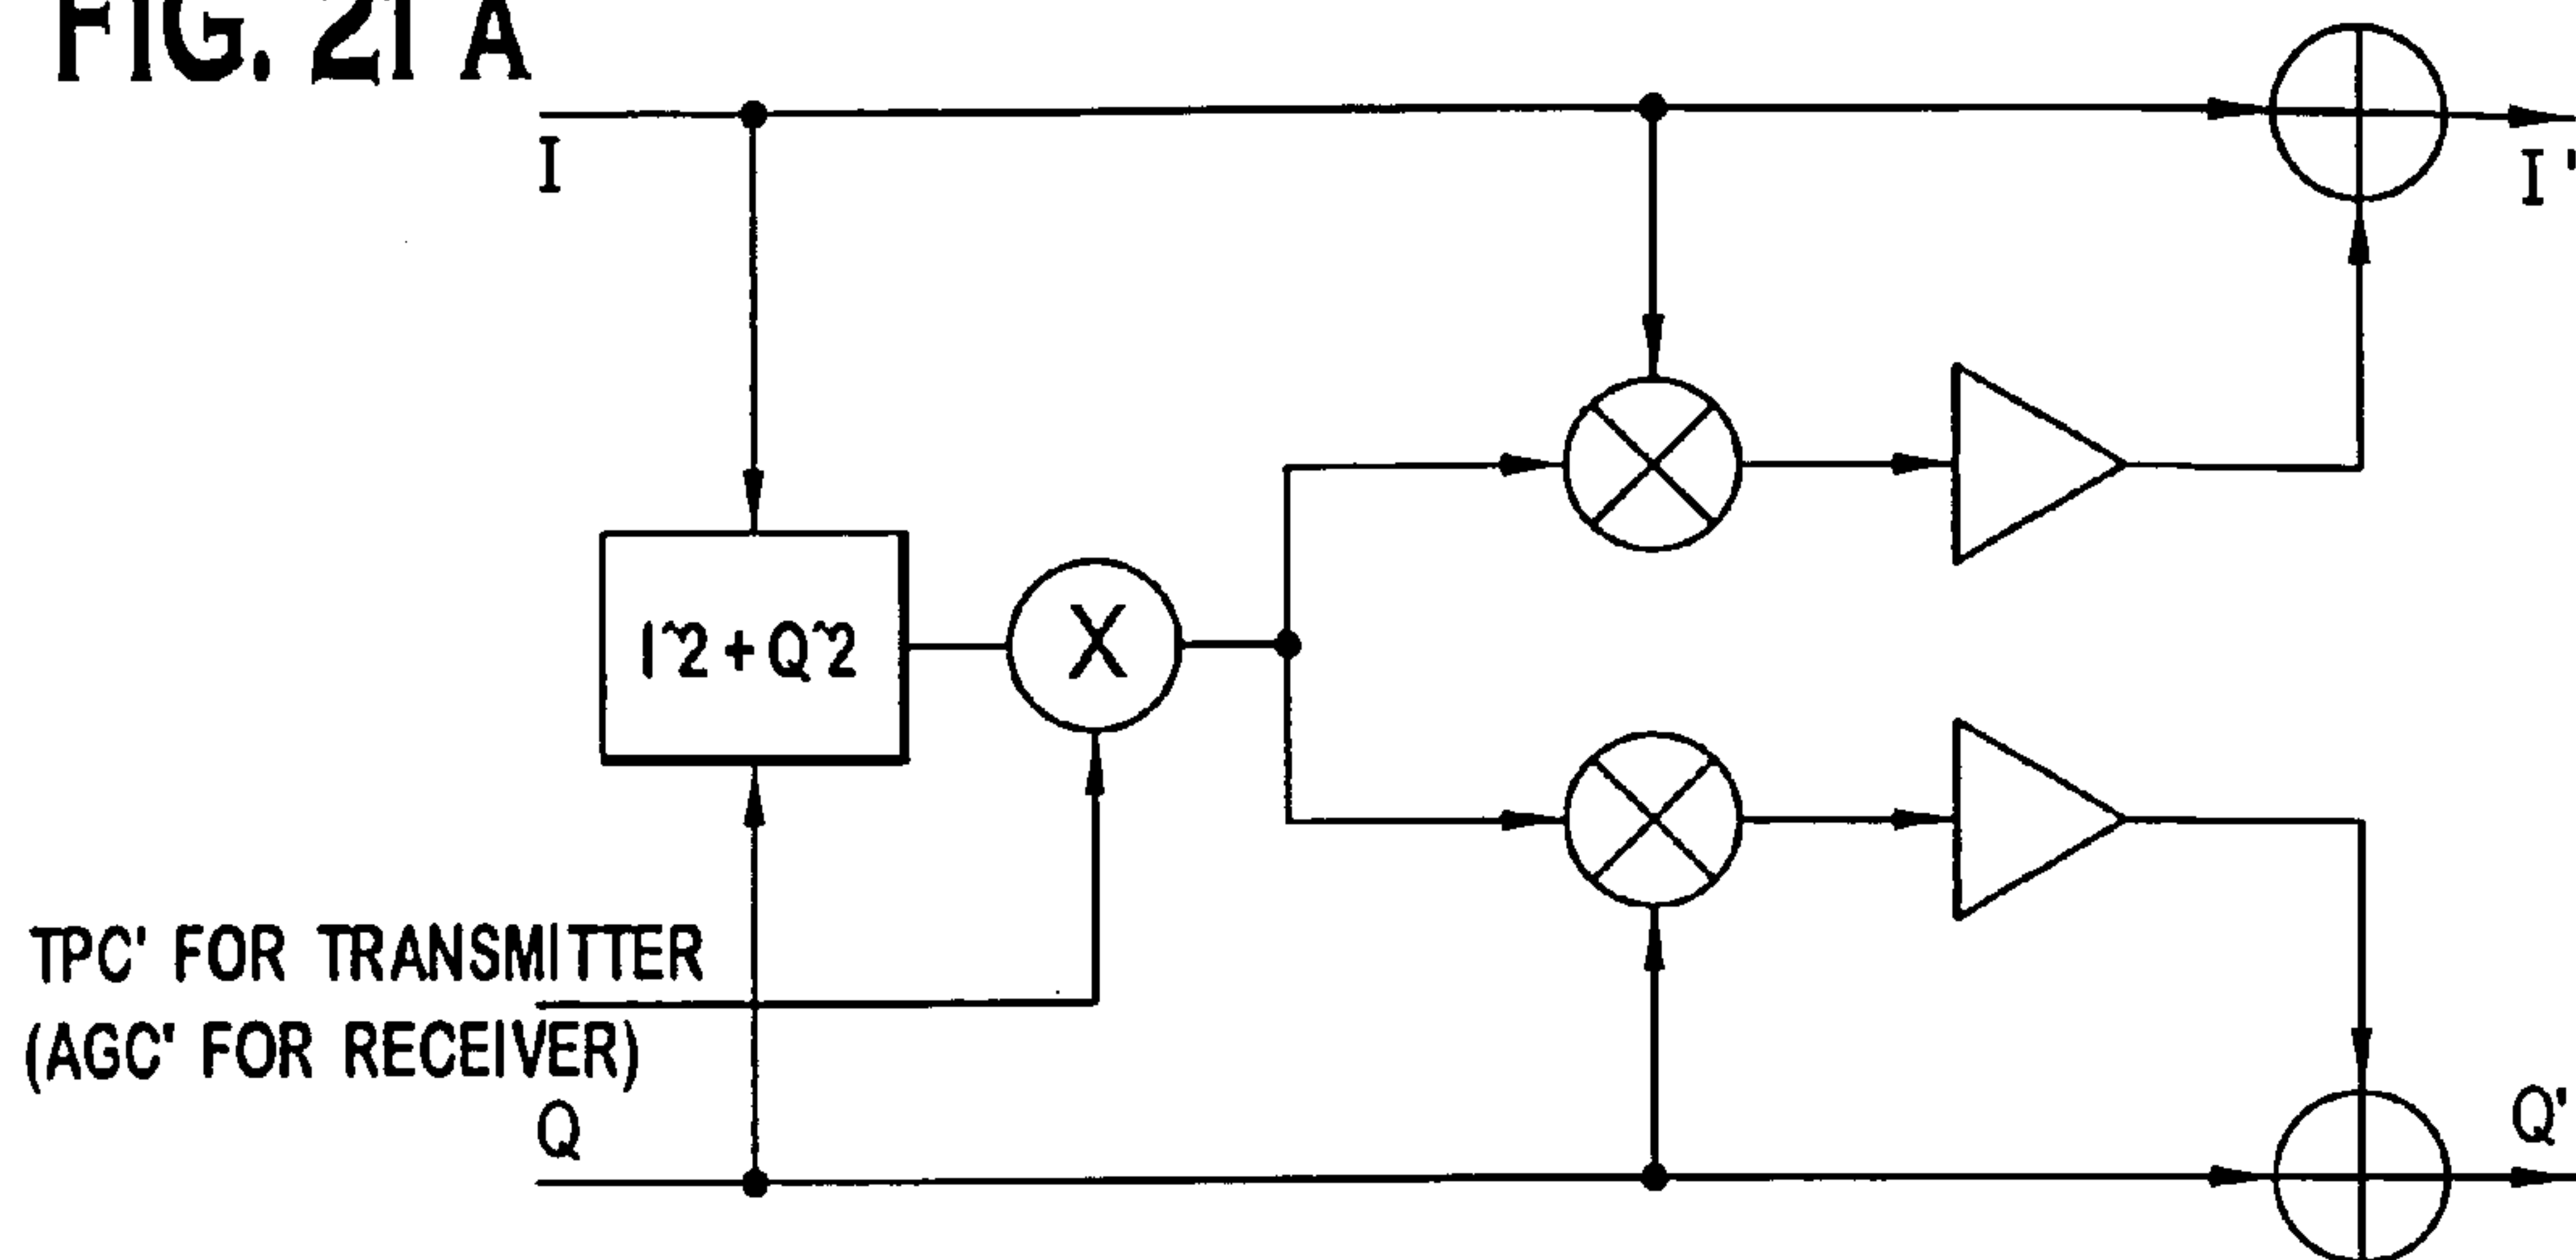 FIG. 21 A
I
I'
I^2 + Q^2
X
TPC' FOR TRANSMITTER
(AGC' FOR RECEIVER)
Q
Q'